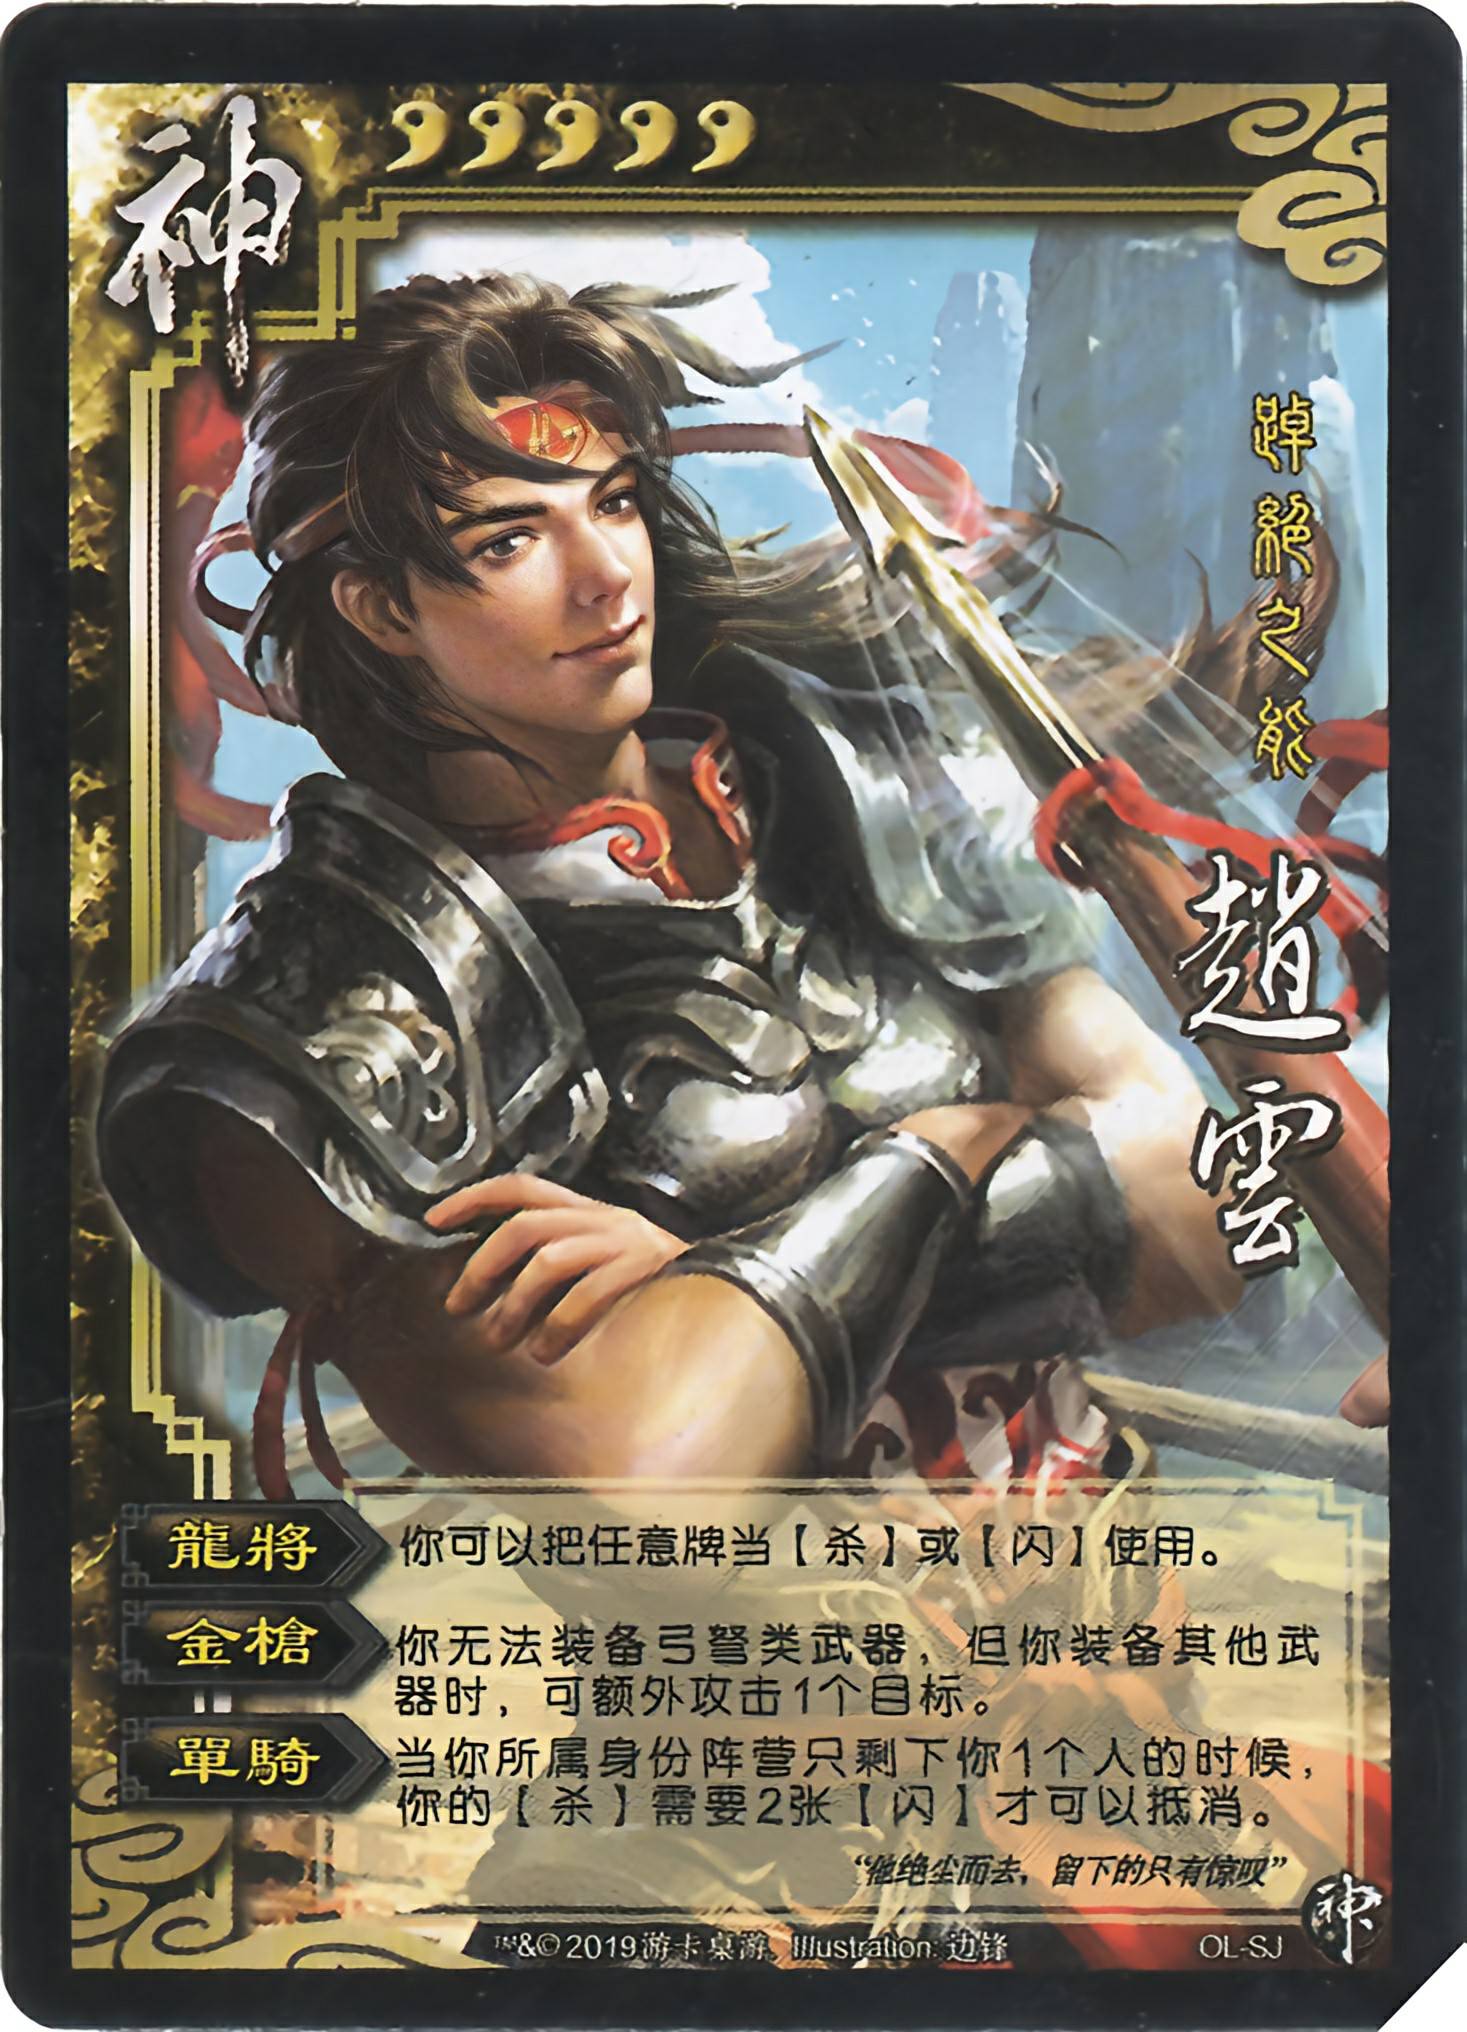 神
踔絕之能
趙雲
龍將
你可以把任意牌当【杀】或【闪】使用。
金槍
你无法装备弓弩类武器，但你装备其他武
器时，可额外攻击1个目标。
單騎
当你所属身份阵营只剩下你1个人的时候，
你的【杀】需要2张【闪】才可以抵消。
“他绝尘而去，留下的只有惊叹”
™&©2019游卡桌游. Illustration: 边锋
OL-SJ
神